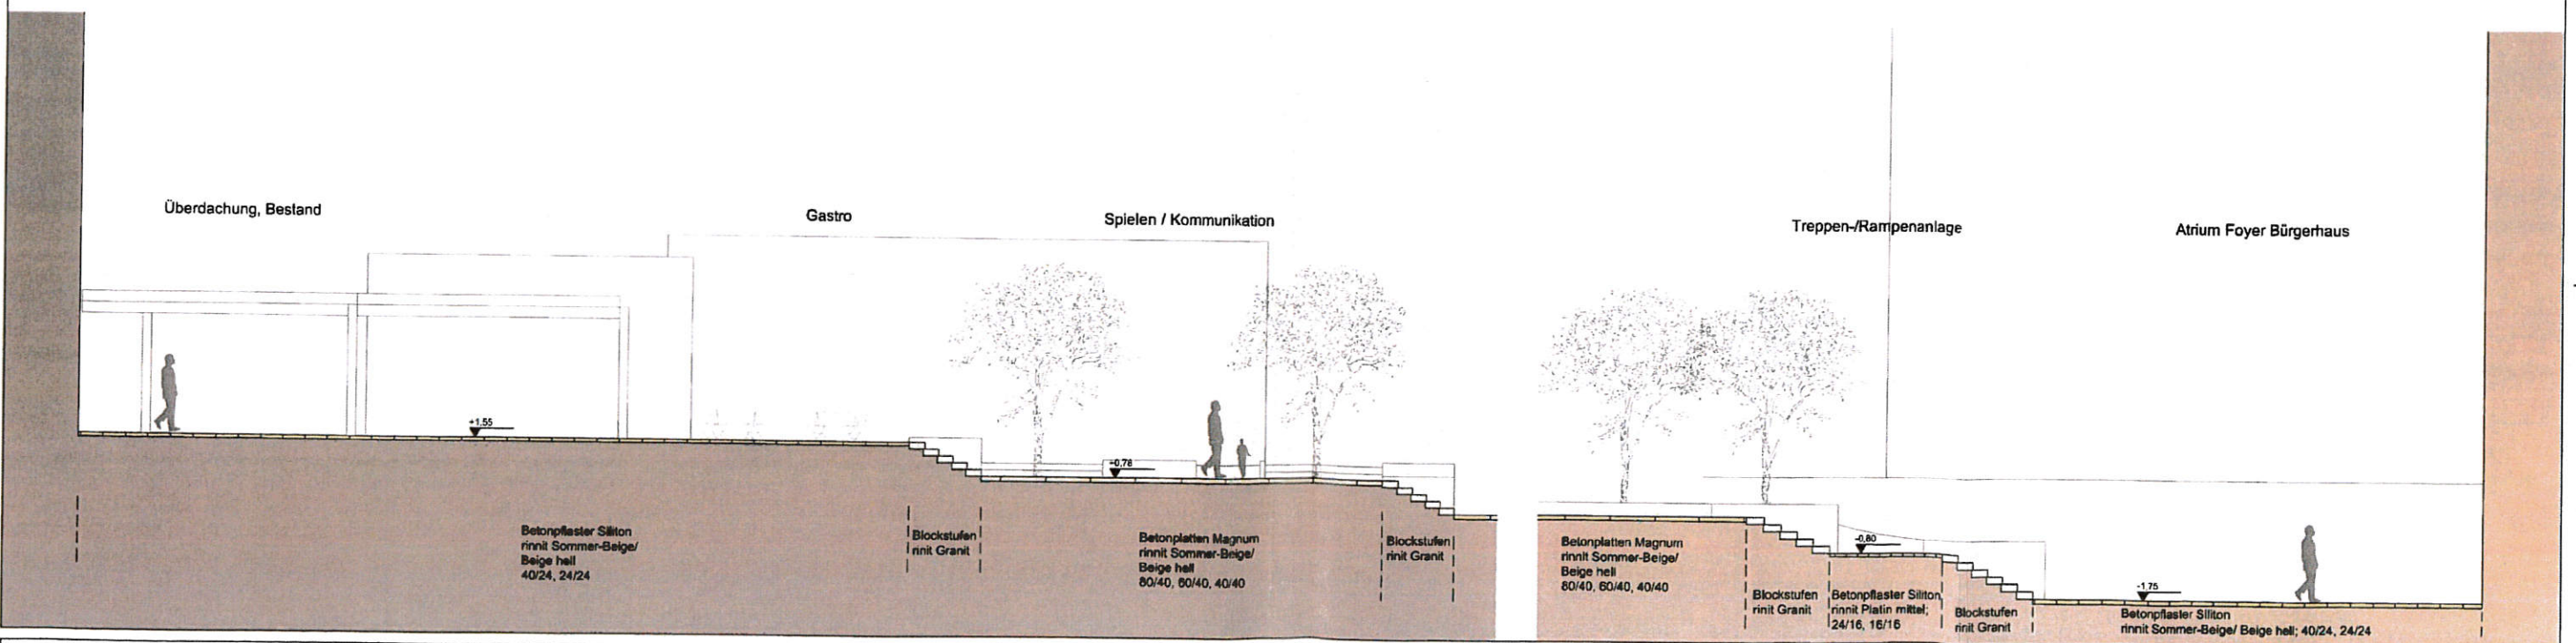 Überdachung, Bestand
Gastro
Spielen / Kommunikation
Treppen-/Rampenanlage
Atrium Foyer Bürgerhaus
+1,55
+0,78
-0,80
-1,75
Betonpflaster Siliton
rinnit Sommer-Beige/
Beige hell
40/24, 24/24
Blockstufen
rinit Granit
Betonplatten Magnum
rinnit Sommer-Beige/
Beige hell
80/40, 60/40, 40/40
Blockstufen
rinit Granit
Betonplatten Magnum
rinnit Sommer-Beige/
Beige hell
80/40, 60/40, 40/40
Blockstufen
rinit Granit
Betonpflaster Siliton
rinnit Platin mittel;
24/16, 16/16
Blockstufen
rinit Granit
Betonpflaster Siliton
rinnit Sommer-Beige/ Beige hell; 40/24, 24/24